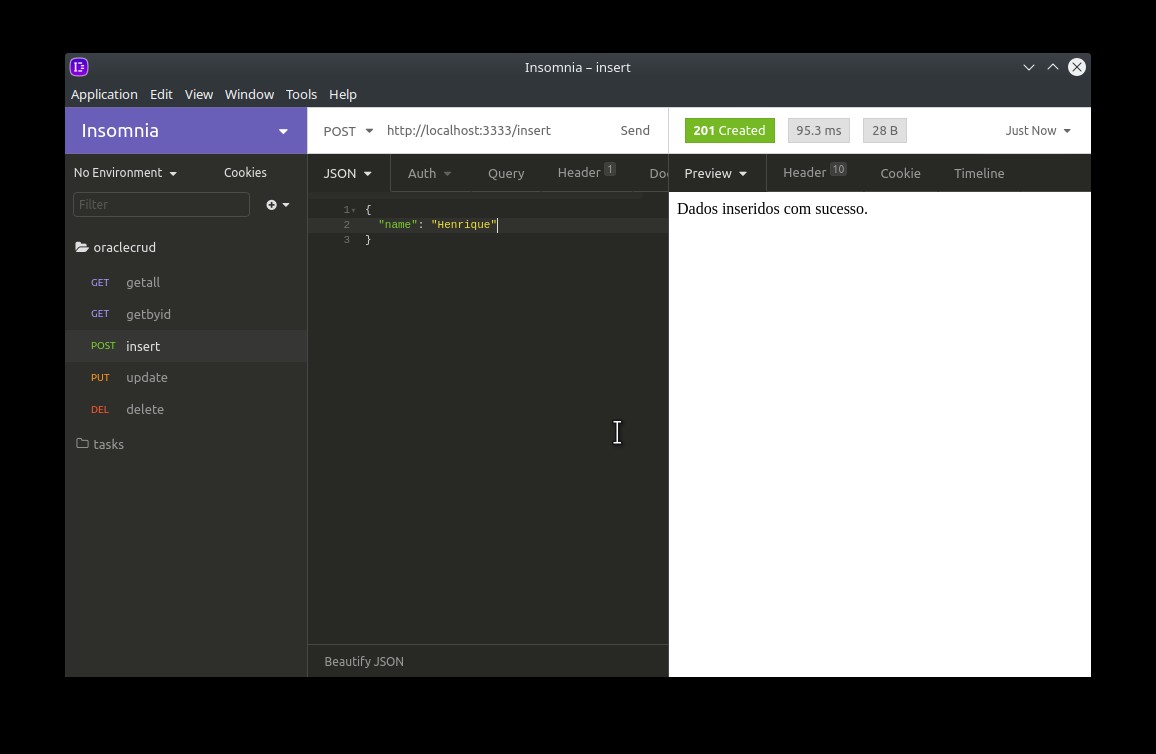 Insomnia – insert
Application Edit View Window Tools Help
Insomnia
No Environment Cookies
Filter
oraclecrud
GET getall
GET getbyid
POST insert
PUT update
DEL delete
tasks
POST http://localhost:3333/insert Send
JSON Auth Query Header 1 Doc
1 {
2 "name": "Henrique"
3 }
Beautify JSON
201 Created 95.3 ms 28 B Just Now
Preview Header 10 Cookie Timeline
Dados inseridos com sucesso.